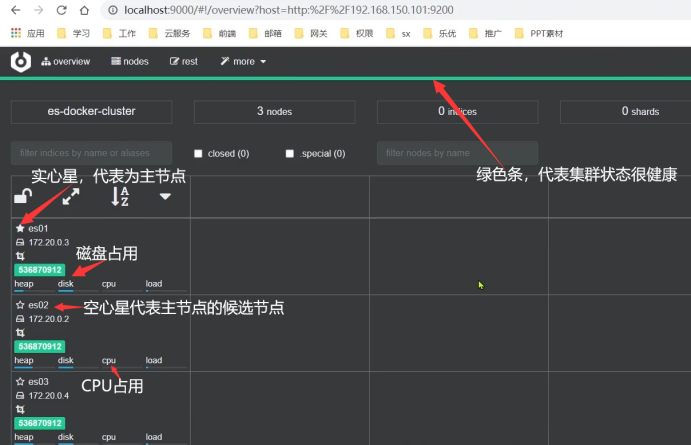 localhost:9000/#!/overview?host=http:%2F%2F192.168.150.101:9200
应用 学习 工作 云服务 前端 邮箱 网关 权限 sx 乐优 推广 PPT素材
overview nodes rest more
es-docker-cluster 3 nodes 0 indices 0 shards
filter indices by name or aliases closed (0) .special (0) filter nodes by name
实心星，代表为主节点
绿色条，代表集群状态很健康
es01
172.20.0.3
磁盘占用
536870912
heap disk cpu load
es02
空心星代表主节点的候选节点
172.20.0.2
536870912
heap disk cpu load
es03
CPU占用
172.20.0.4
536870912
heap disk cpu load